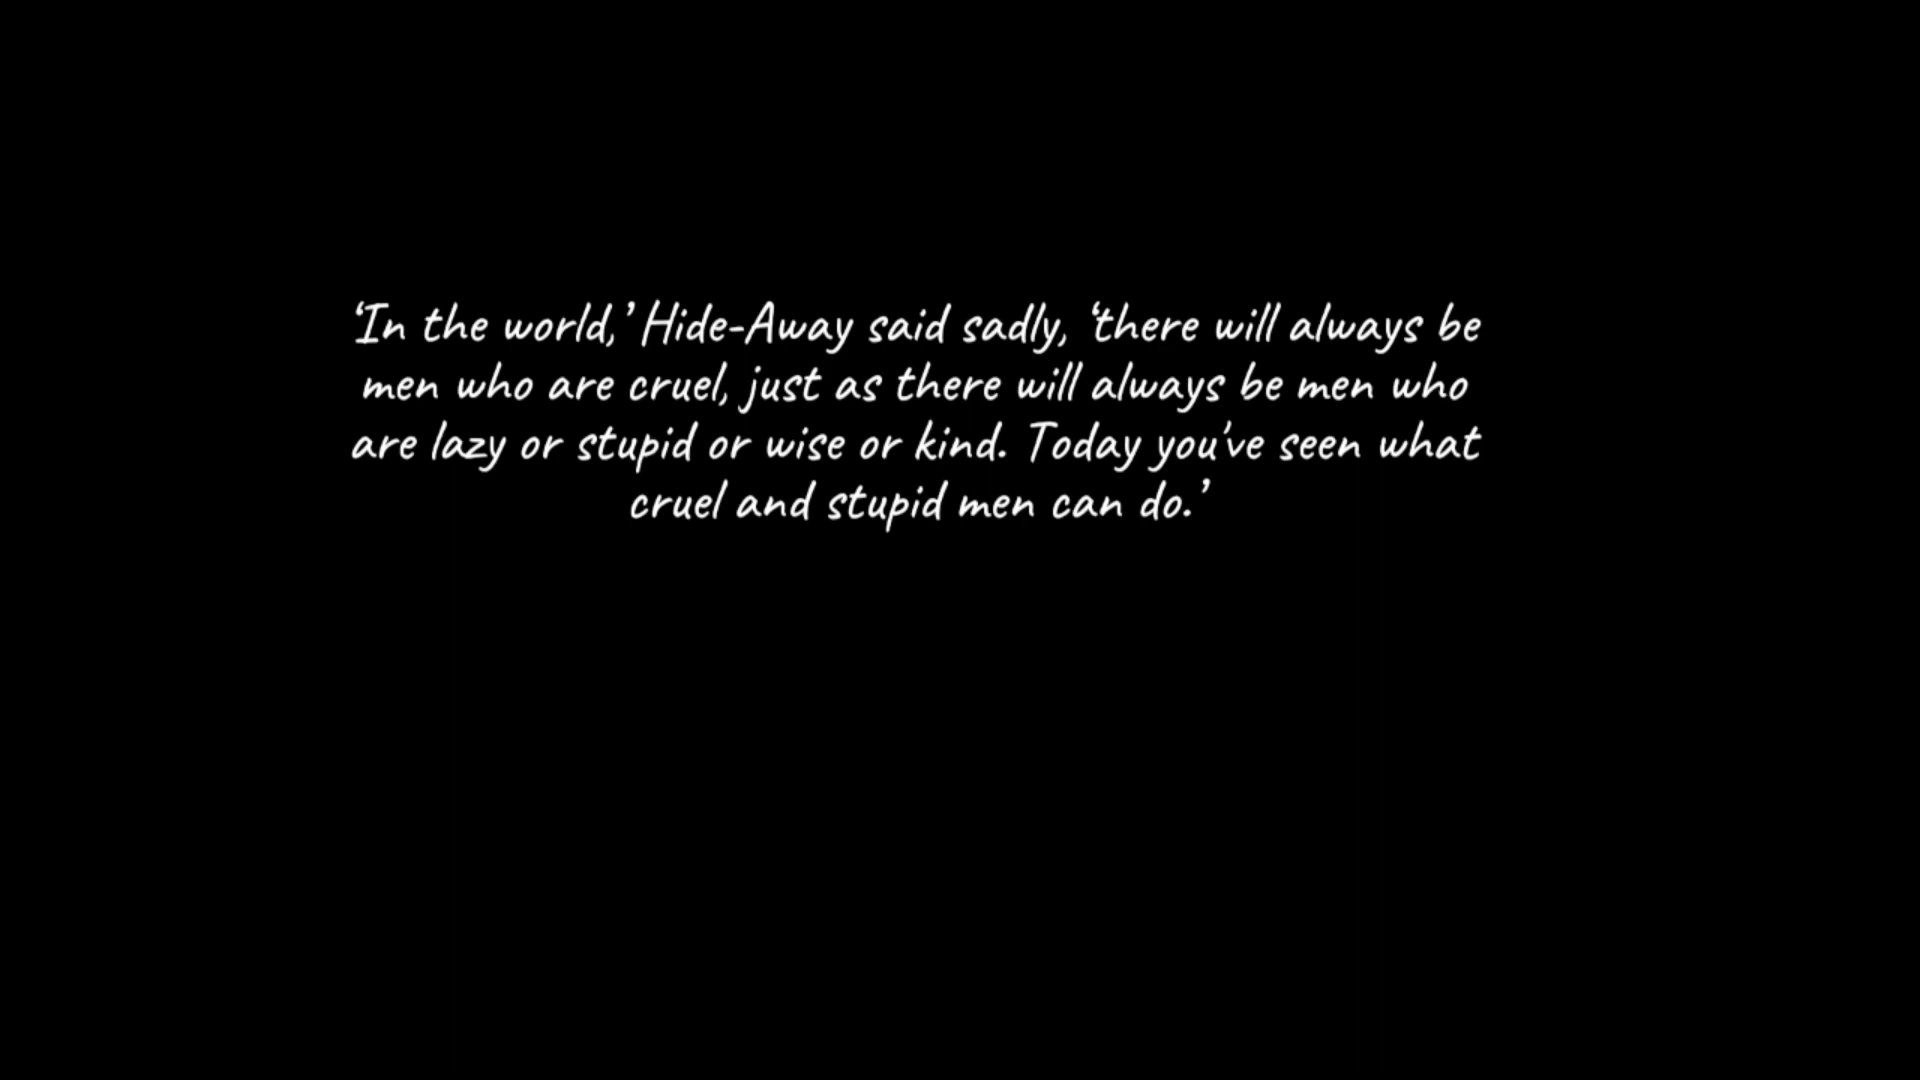 ‘In the world,’ Hide-Away said sadly, ‘there will always be
men who are cruel, just as there will always be men who
are lazy or stupid or wise or kind. Today you've seen what
cruel and stupid men can do.’